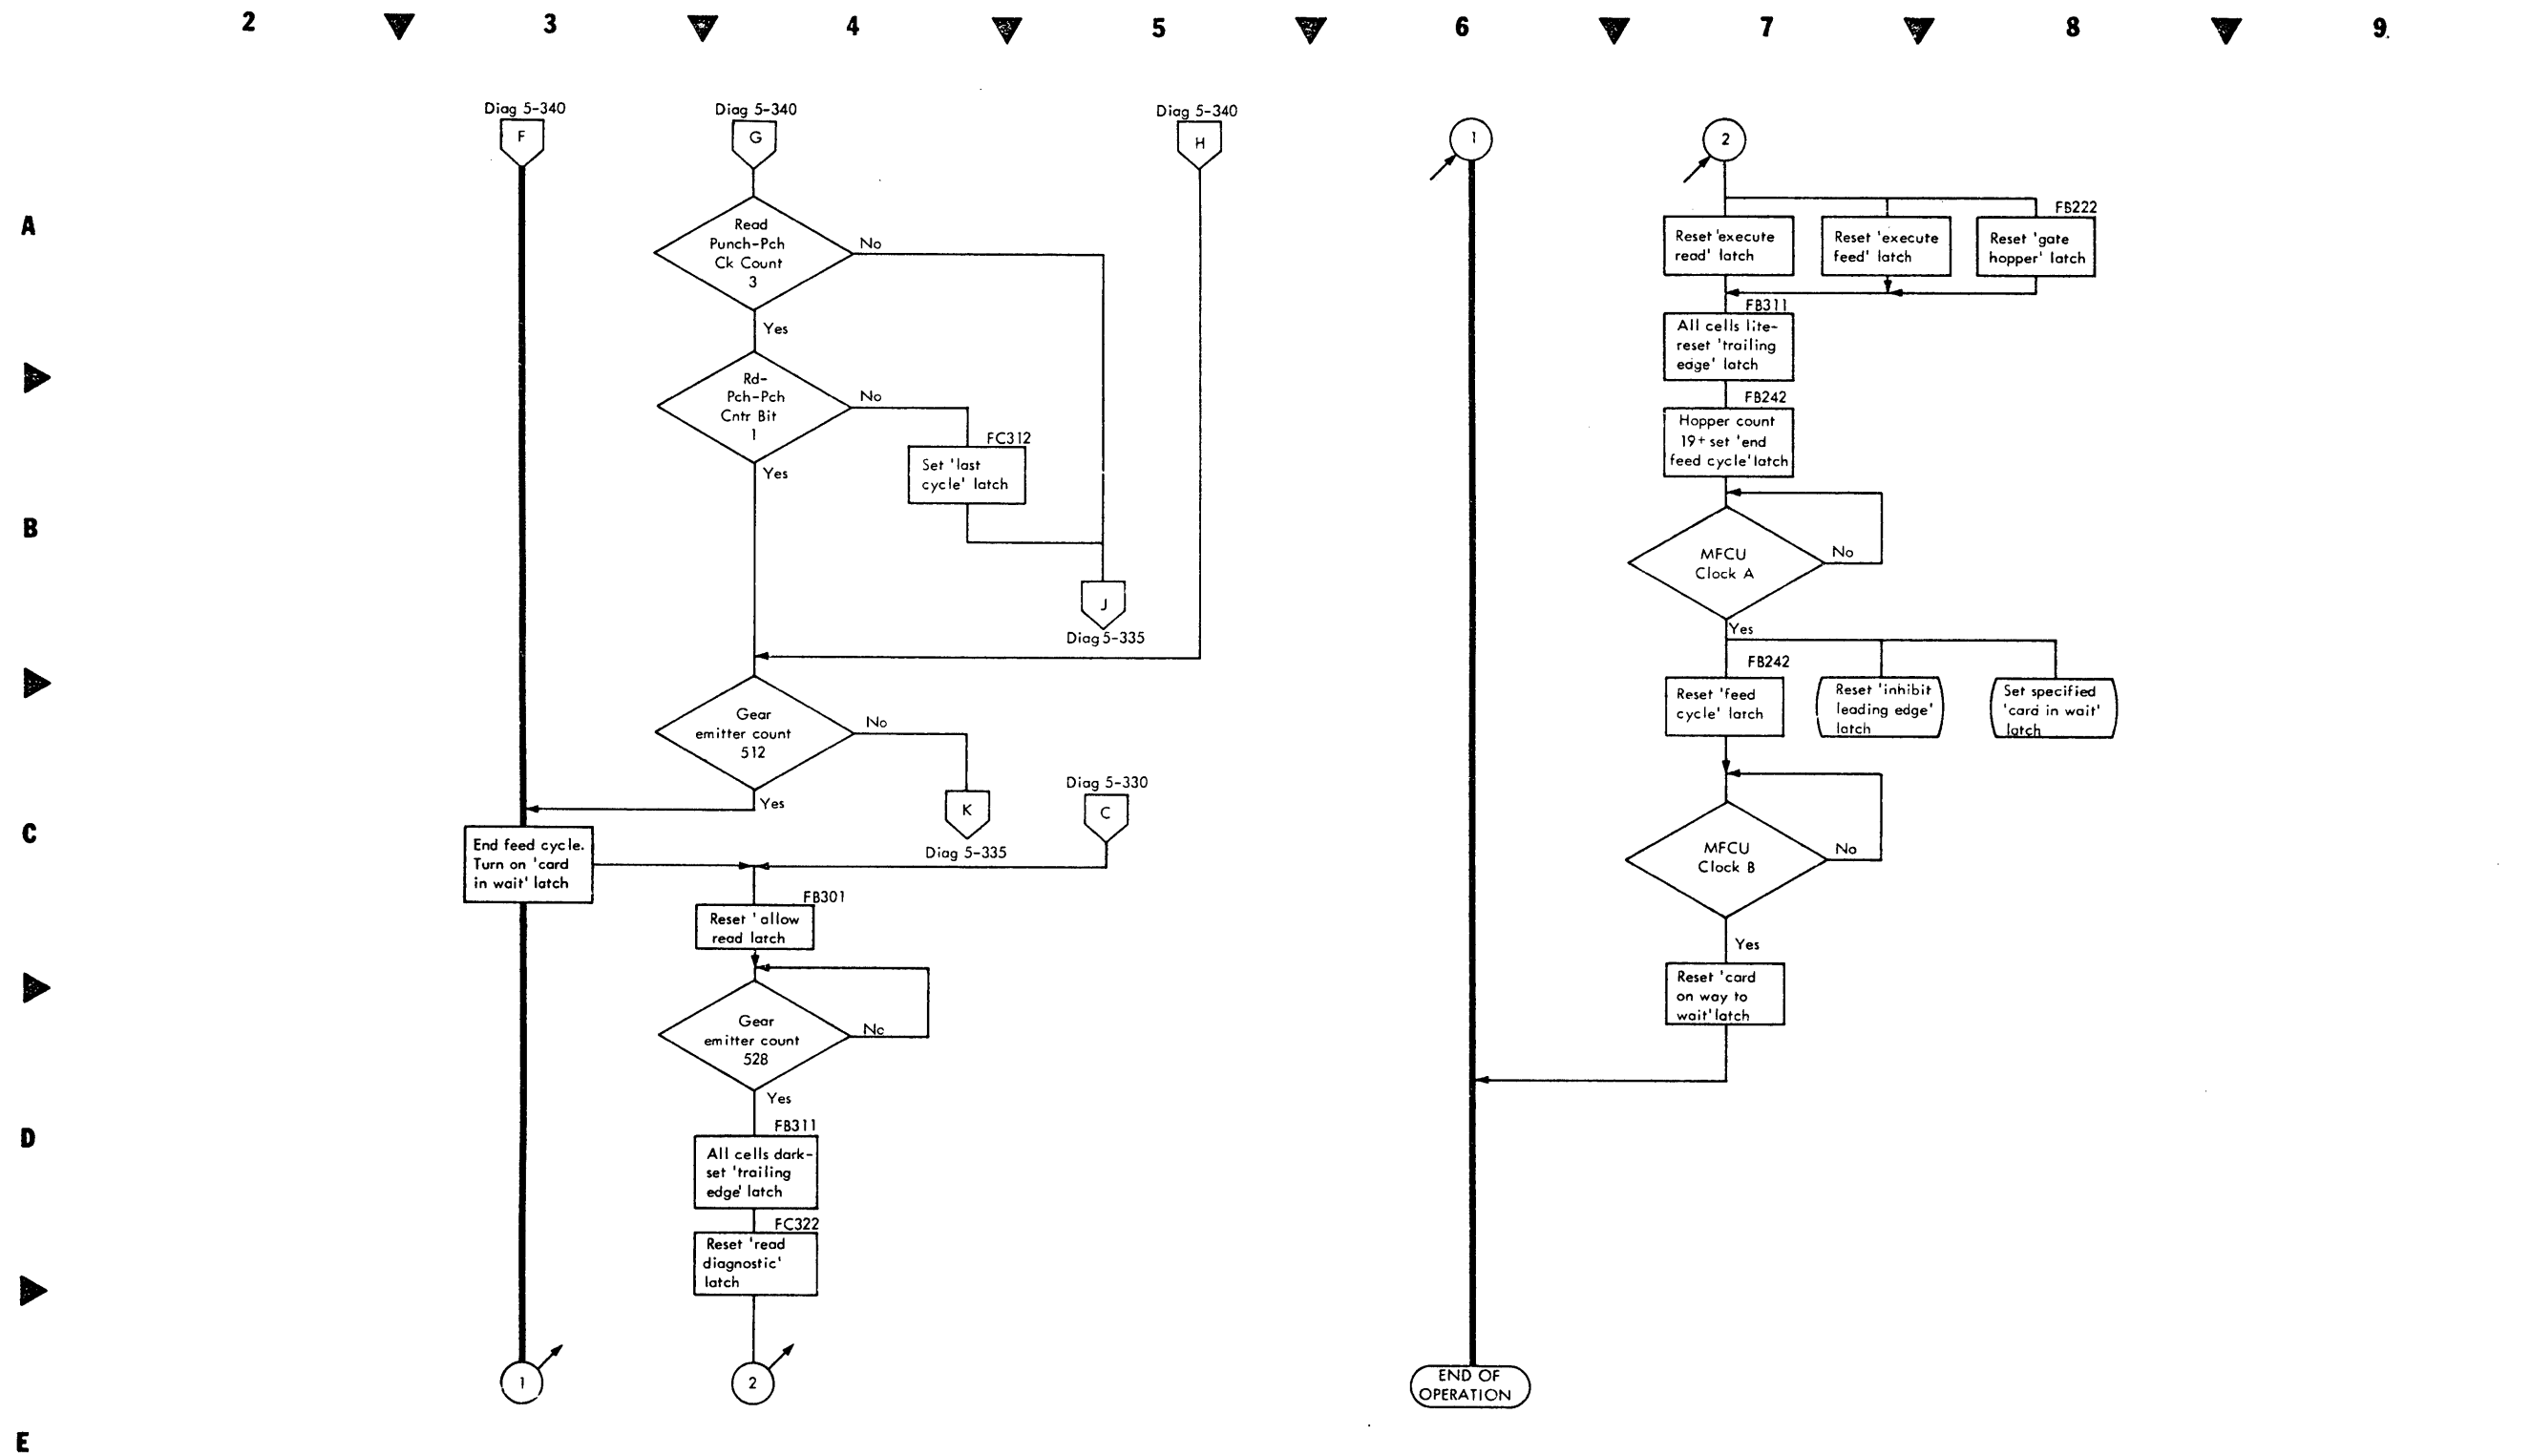 2 3 4 5 6 7 8 9.
A
B
C
D
E
Diag 5-340
F
Diag 5-340
G
Diag 5-340
H
Read
Punch-Pch
Ck Count
3
No
Yes
Rd-
Pch-Pch
Cntr Bit
1
No
Yes
FC312
Set 'last
cycle' latch
J
Diag 5-335
Gear
emitter count
512
No
Yes
K
Diag 5-335
Diag 5-330
C
End feed cycle.
Turn on 'card
in wait' latch
FB301
Reset 'allow
read latch
Gear
emitter count
528
No
Yes
FB311
All cells dark-
set 'trailing
edge' latch
FC322
Reset 'read
diagnostic'
latch
1
2
1
2
Reset 'execute
read' latch
Reset 'execute
feed' latch
FB222
Reset 'gate
hopper' latch
FB311
All cells lite-
reset 'trailing
edge' latch
FB242
Hopper count
19+ set 'end
feed cycle' latch
MFCU
Clock A
No
Yes
FB242
Reset 'feed
cycle' latch
Reset 'inhibit
leading edge'
latch
Set specified
'card in wait'
latch
MFCU
Clock B
No
Yes
Reset 'card
on way to
wait' latch
END OF
OPERATION